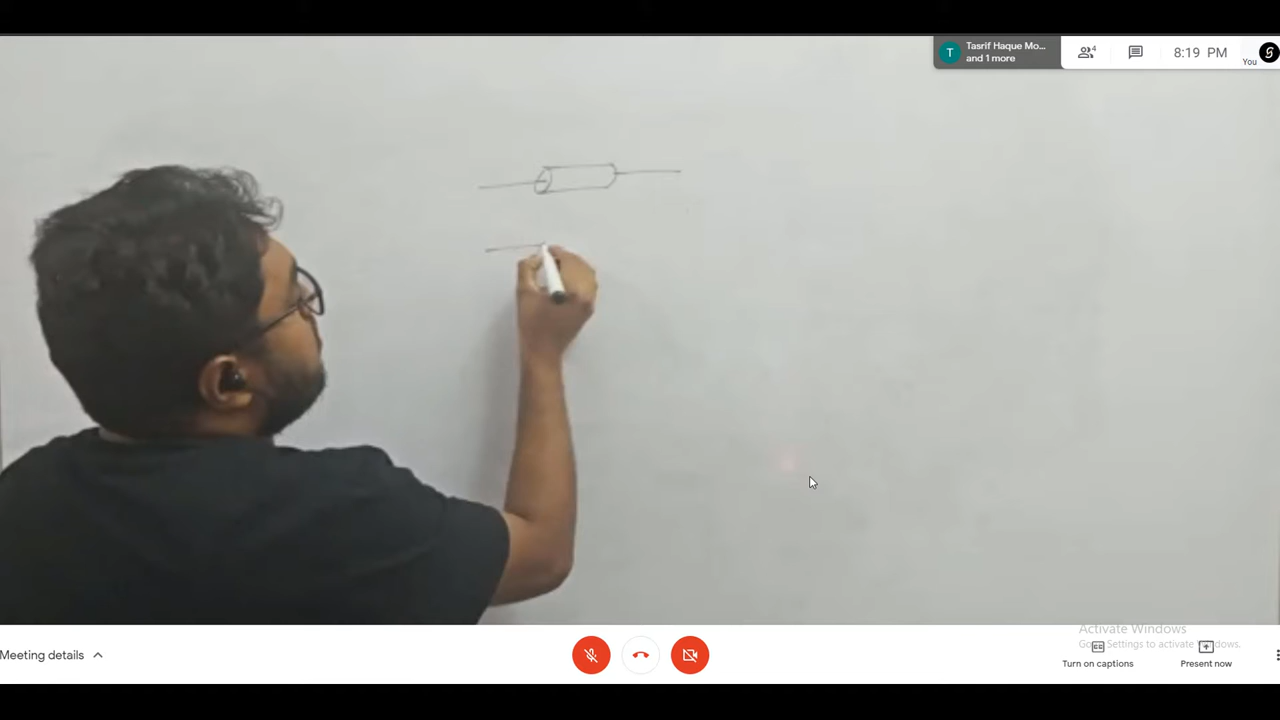 Tasrif Haque Mo...
and 1 more
T
4
8:19 PM
You
Activate Windows
Go to Settings to activate Windows.
Meeting details
Turn on captions
Present now